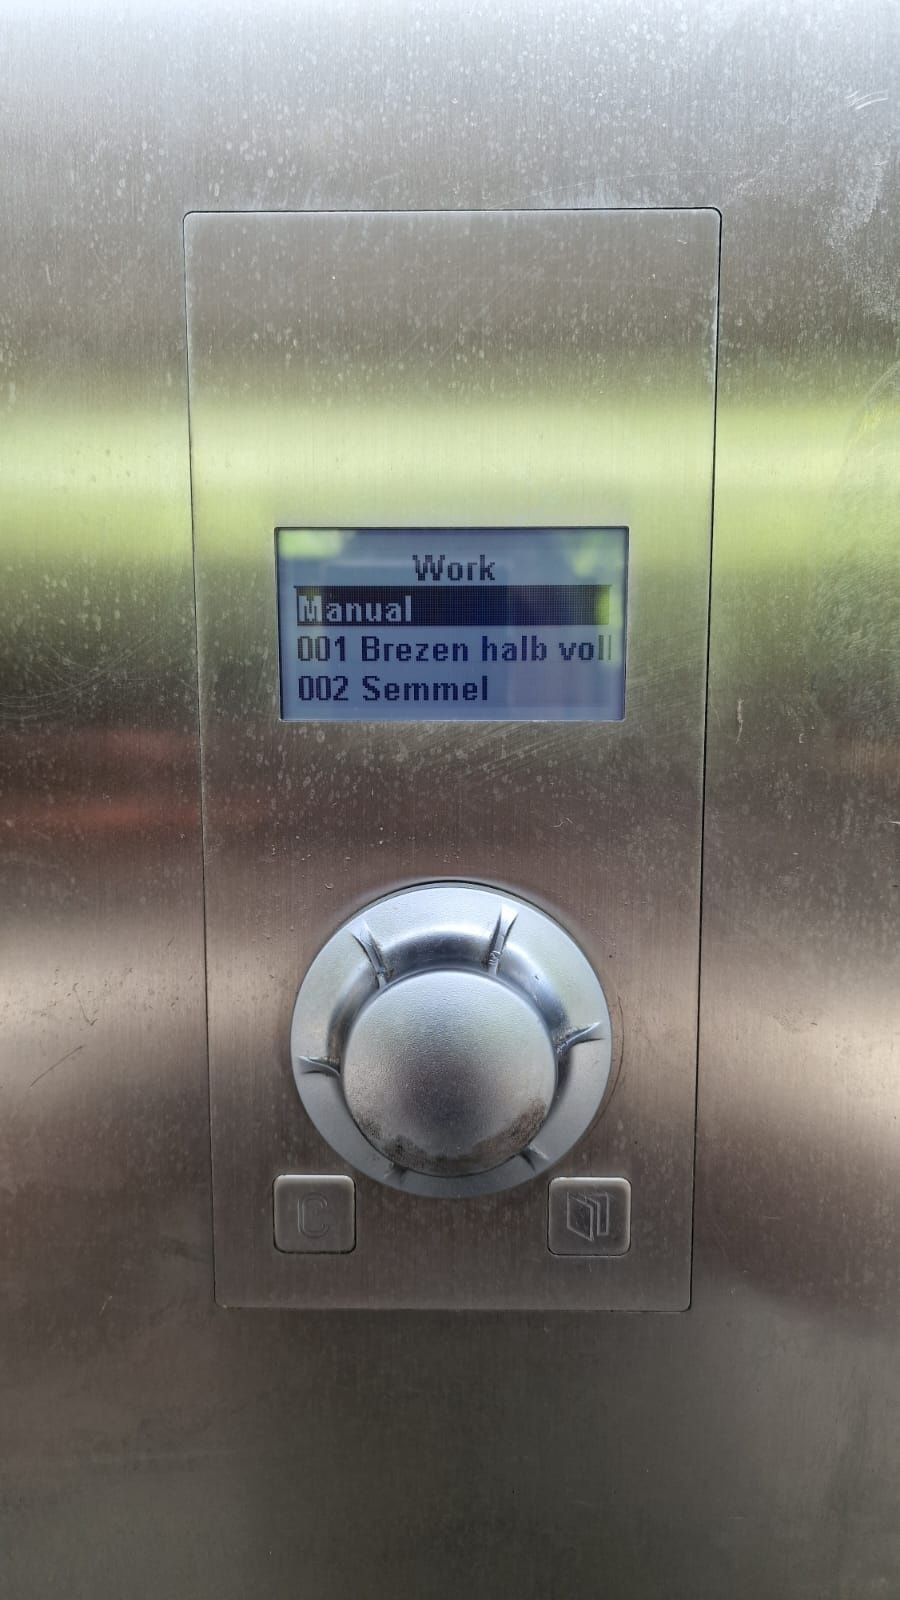 Work
Manual
001 Brezen halb voll
002 Semmel
C